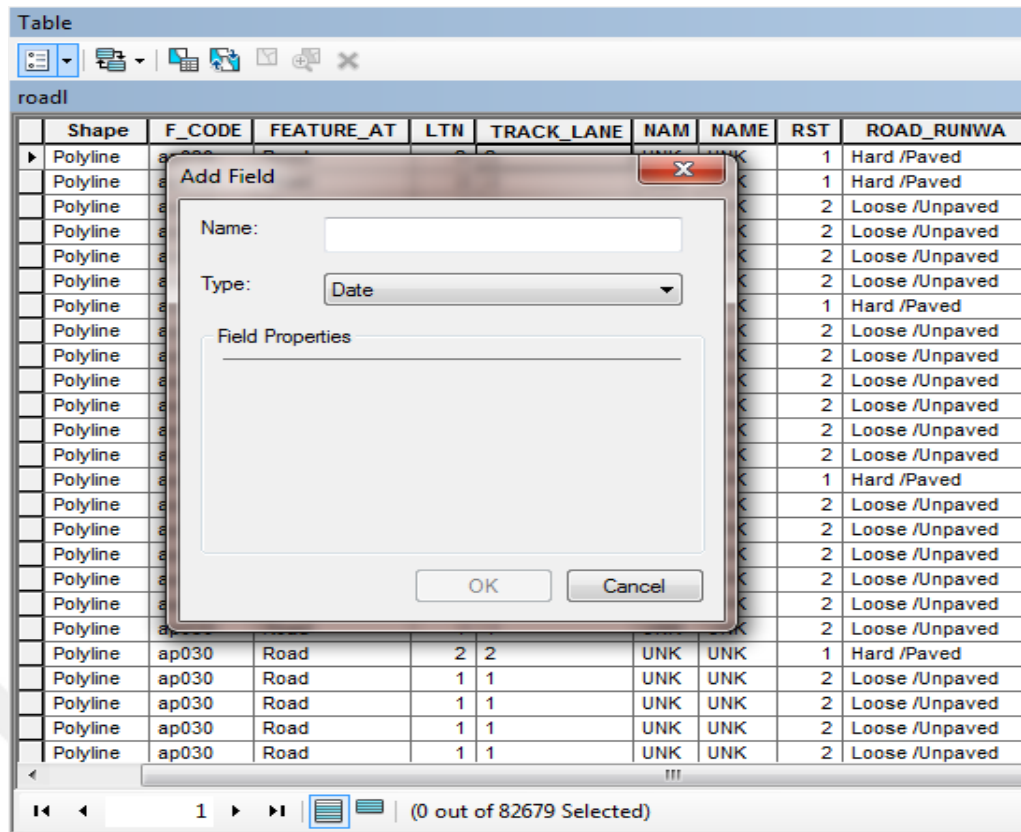 Table
roadl
Shape F_CODE FEATURE_AT LTN TRACK_LANE NAM NAME RST ROAD_RUNWA
Polyline 1 Hard /Paved
Polyline 1 Hard /Paved
Polyline 2 Loose /Unpaved
Polyline 2 Loose /Unpaved
Polyline 2 Loose /Unpaved
Polyline 2 Loose /Unpaved
Polyline 1 Hard /Paved
Polyline 2 Loose /Unpaved
Polyline 2 Loose /Unpaved
Polyline 2 Loose /Unpaved
Polyline 2 Loose /Unpaved
Polyline 2 Loose /Unpaved
Polyline 2 Loose /Unpaved
Polyline 1 Hard /Paved
Polyline 2 Loose /Unpaved
Polyline 2 Loose /Unpaved
Polyline 2 Loose /Unpaved
Polyline 2 Loose /Unpaved
Polyline 2 Loose /Unpaved
Polyline 2 Loose /Unpaved
Polyline ap030 Road 2 2 UNK UNK 1 Hard /Paved
Polyline ap030 Road 1 1 UNK UNK 2 Loose /Unpaved
Polyline ap030 Road 1 1 UNK UNK 2 Loose /Unpaved
Polyline ap030 Road 1 1 UNK UNK 2 Loose /Unpaved
Polyline ap030 Road 1 1 UNK UNK 2 Loose /Unpaved
Add Field
Name:
Type: Date
Field Properties
OK Cancel
1 (0 out of 82679 Selected)